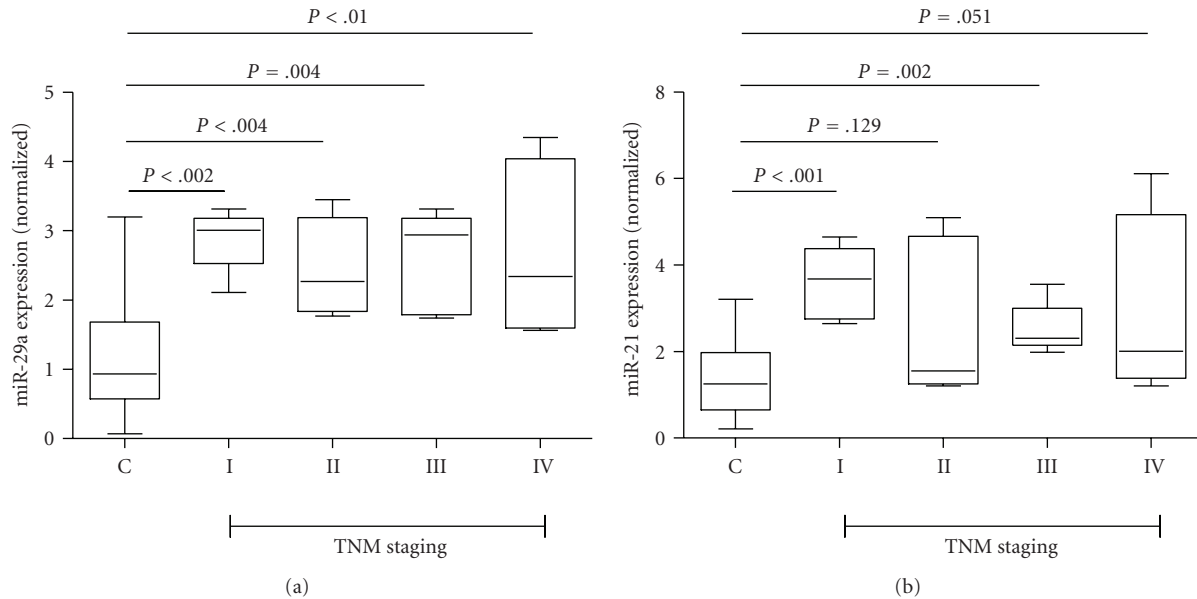 P < .01
P = .004
P < .004
P < .002
miR-29a expression (normalized)
5
4
3
2
1
0
C I II III IV
TNM staging
(a)
P = .051
P = .002
P = .129
P < .001
miR-21 expression (normalized)
8
6
4
2
0
C I II III IV
TNM staging
(b)